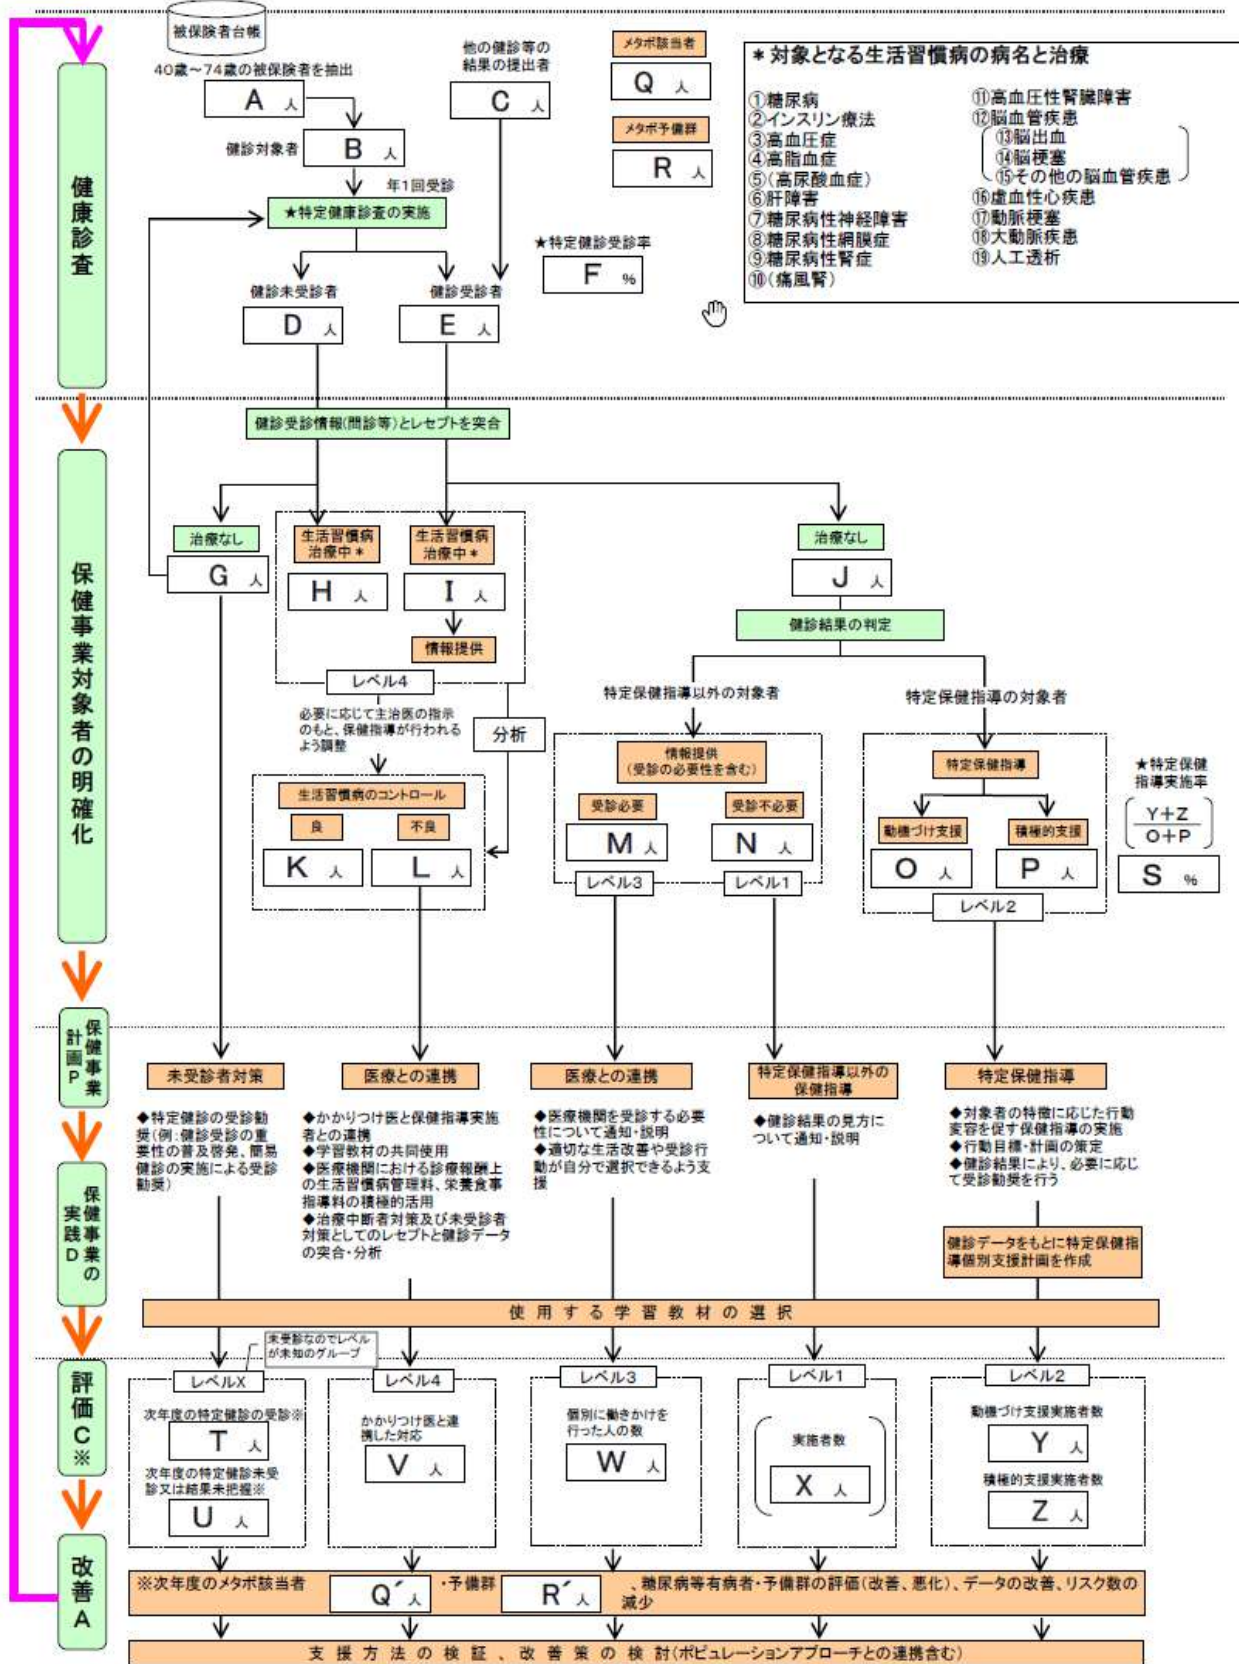 被保険者台帳
40歳～74歳の被保険者を抽出
A 人
健診対象者
B 人
年1回受診
★特定健康診査の実施
他の健診等の
結果の提出者
C 人
メタボ該当者
Q 人
メタボ予備群
R 人
★特定健診受診率
F %
健診未受診者
D 人
健診受診者
E 人
＊対象となる生活習慣病の病名と治療
①糖尿病
②インスリン療法
③高血圧症
④高脂血症
⑤(高尿酸血症)
⑥肝障害
⑦糖尿病性神経障害
⑧糖尿病性網膜症
⑨糖尿病性腎症
⑩(痛風腎)
⑪高血圧性腎臓障害
⑫脳血管疾患
⑬脳出血
⑭脳梗塞
⑮その他の脳血管疾患
⑯虚血性心疾患
⑰動脈梗塞
⑱大動脈疾患
⑲人工透析
健康診査
健診受診情報(問診等)とレセプトを突合
保健事業対象者の明確化
治療なし
G 人
生活習慣病
治療中＊
H 人
生活習慣病
治療中＊
I 人
情報提供
レベル4
必要に応じて主治医の指示
のもと、保健指導が行われる
よう調整
分析
生活習慣病のコントロール
良
不良
K 人
L 人
治療なし
J 人
健診結果の判定
特定保健指導以外の対象者
特定保健指導の対象者
情報提供
(受診の必要性を含む)
受診必要
受診不必要
M 人
N 人
レベル3
レベル1
特定保健指導
動機づけ支援
積極的支援
O 人
P 人
レベル2
★特定保健
指導実施率
Y+Z
O+P
S %
保健事業
計画P
未受診者対策
医療との連携
医療との連携
特定保健指導以外の
保健指導
特定保健指導
◆特定健診の受診勧
奨(例:健診受診の重
要性の普及啓発、簡易
健診の実施による受診
勧奨)
◆かかりつけ医と保健指導実施
者との連携
◆学習教材の共同使用
◆医療機関における診療報酬上
の生活習慣病管理料、栄養食事
指導料の積極的活用
◆治療中断者対策及び未受診者
対策としてのレセプトと健診データ
の突合・分析
◆医療機関を受診する必要
性について通知・説明
◆適切な生活改善や受診行
動が自分で選択できるよう支
援
◆健診結果の見方に
ついて通知・説明
◆対象者の特徴に応じた行動
変容を促す保健指導の実施
◆行動目標・計画の策定
◆健診結果により、必要に応じ
て受診勧奨を行う
保健事業の
実践D
健診データをもとに特定保健指
導個別支援計画を作成
使用する学習教材の選択
未受診なのでレベル
が未知のグループ
評価C※
レベルX
次年度の特定健診の受診※
T 人
次年度の特定健診未受
診又は結果未把握※
U 人
レベル4
かかりつけ医と連
携した対応
V 人
レベル3
個別に働きかけを
行った人の数
W 人
レベル1
実施者数
X 人
レベル2
動機づけ支援実施者数
Y 人
積極的支援実施者数
Z 人
改善A
※次年度のメタボ該当者 Q´人 ・予備群 R´人 、糖尿病等有病者・予備群の評価(改善、悪化)、データの改善、リスク数の
減少
支援方法の検証、改善策の検討(ポピュレーションアプローチとの連携含む)